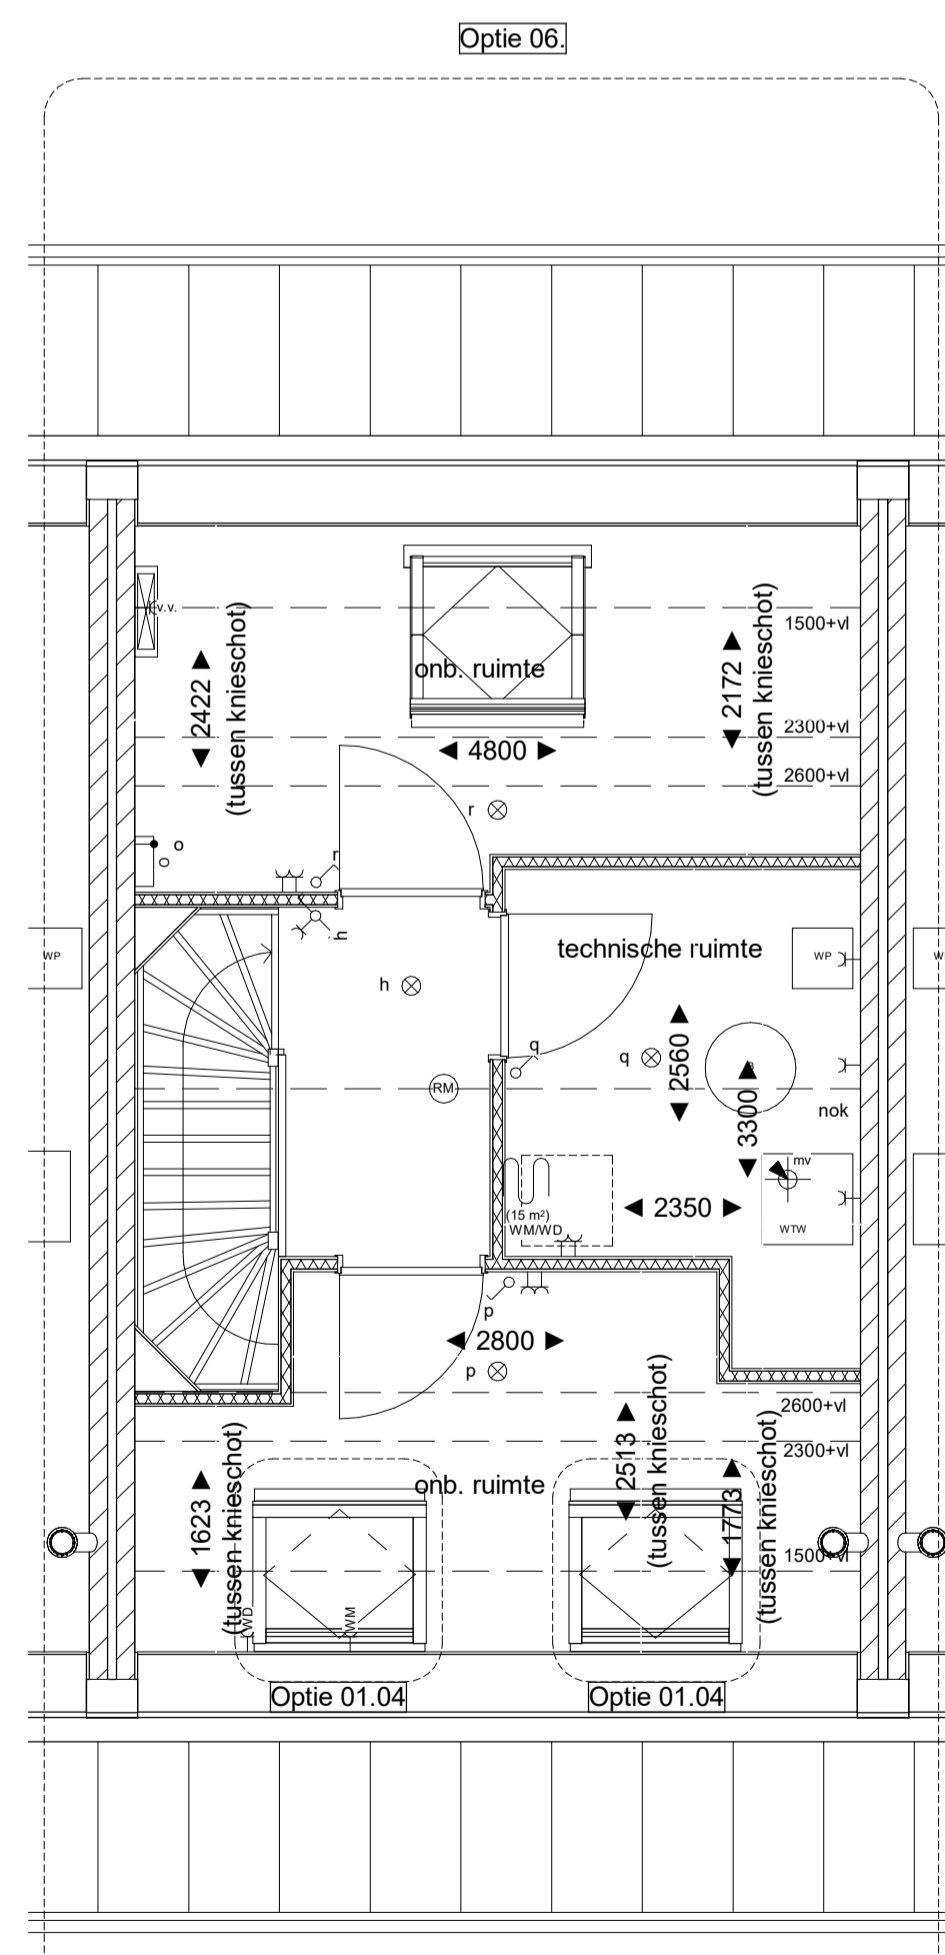 Optie 06.
v.v.
1500+vl
onb. ruimte
2422
(tussen knieschot)
2172
(tussen knieschot)
2300+vl
4800
2600+vl
r
o
o
r
h
technische ruimte
WP
WP
h
q
q
2560
RM
3300
nok
mv
(15 m²)
WM/WD
2350
WTW
p
2800
p
2600+vl
2513
(tussen knieschot)
2300+vl
onb. ruimte
1623
(tussen knieschot)
1773
(tussen knieschot)
1500+vl
WD
WM
Optie 01.04
Optie 01.04